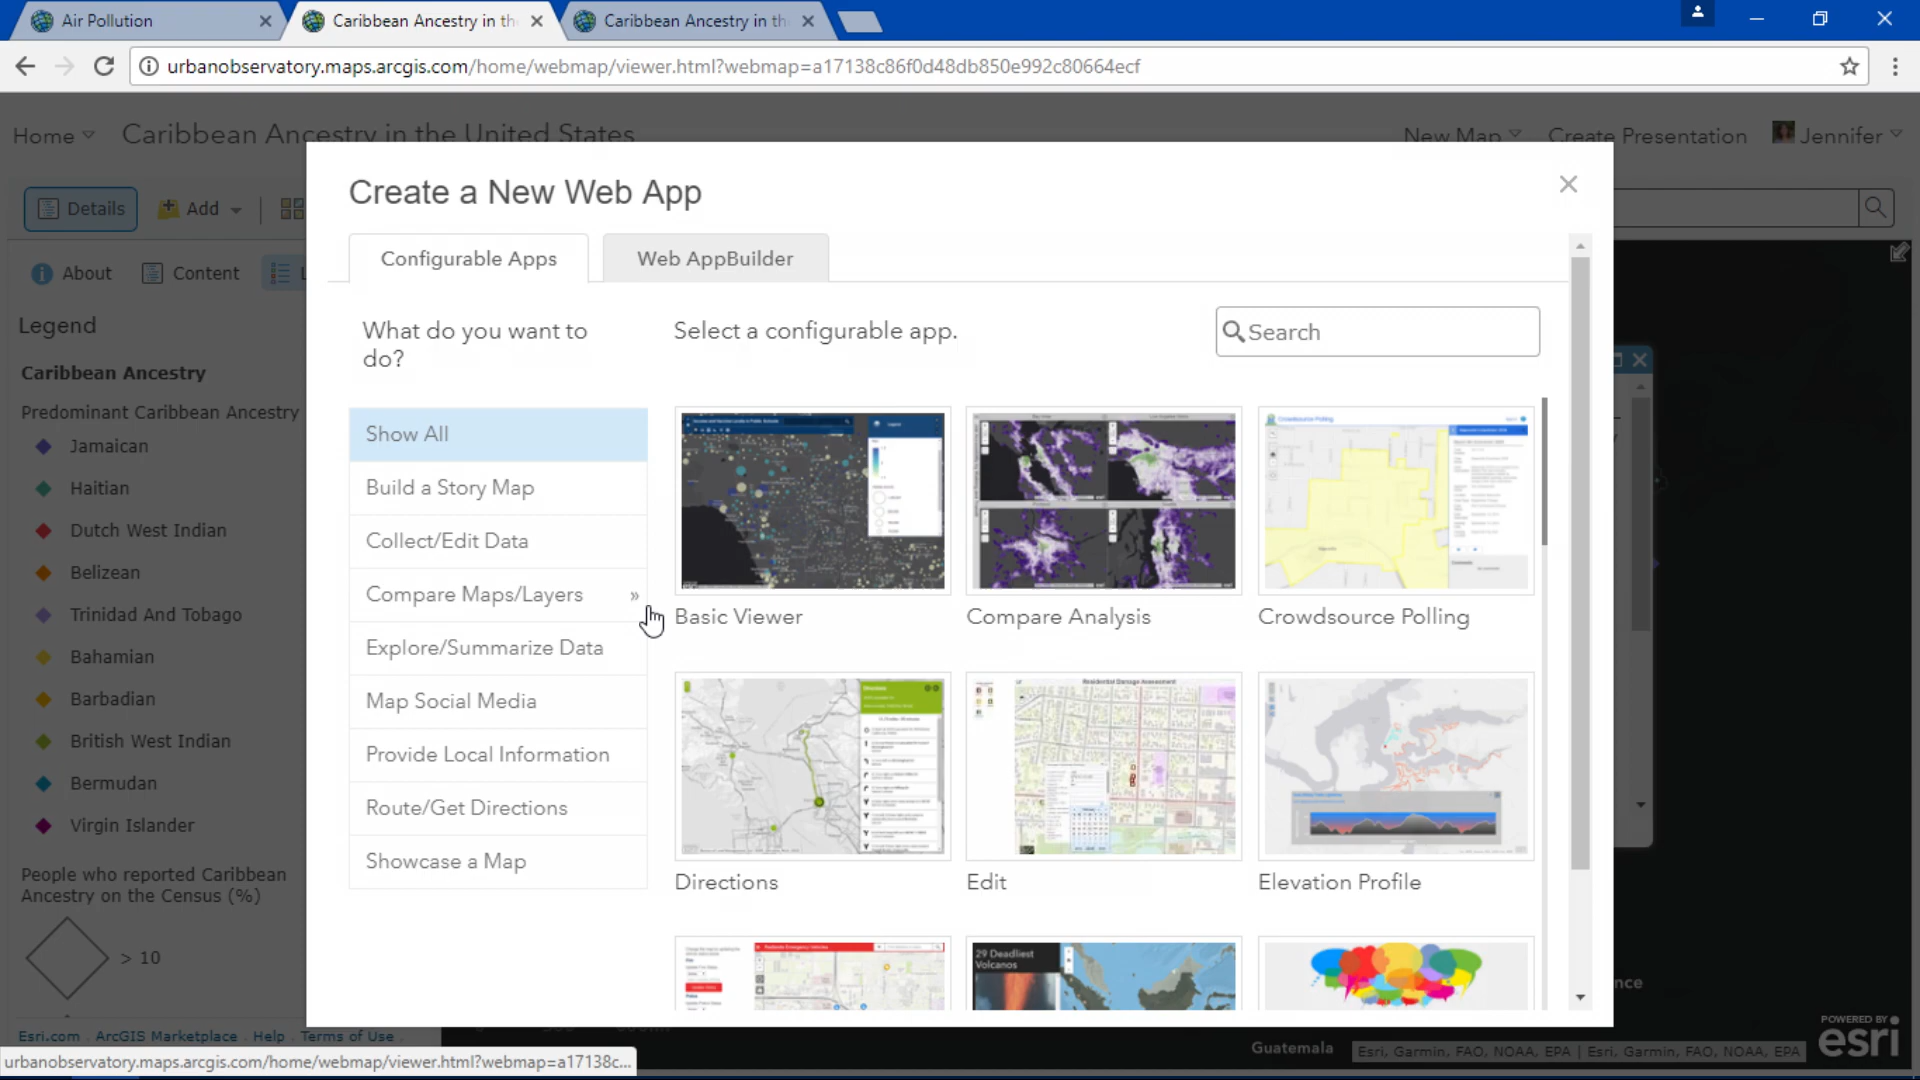 Air Pollution
Caribbean Ancestry in th
Caribbean Ancestry in th
urbanobservatory.maps.arcgis.com/home/webmap/viewer.html?webmap=a17138c86f0d48db850e992c80664ecf
Home
Caribbean Ancestry in the United States
New Map
Create Presentation
Jennifer
Details
Add
About
Content
Legend
Caribbean Ancestry
Predominant Caribbean Ancestry
Jamaican
Haitian
Dutch West Indian
Belizean
Trinidad And Tobago
Bahamian
Barbadian
British West Indian
Bermudan
Virgin Islander
People who reported Caribbean
Ancestry on the Census (%)
> 10
Esri.com . ArcGIS Marketplace . Help . Terms of Use .
urbanobservatory.maps.arcgis.com/home/webmap/viewer.html?webmap=a17138c...
Create a New Web App
Configurable Apps
Web AppBuilder
What do you want to
do?
Select a configurable app.
Search
Show All
Build a Story Map
Collect/Edit Data
Compare Maps/Layers »
Explore/Summarize Data
Map Social Media
Provide Local Information
Route/Get Directions
Showcase a Map
Basic Viewer
Compare Analysis
Crowdsource Polling
Crowdsource Polling
Directions
Residential Damage Assessment
Edit
Elevation Profile
29 Deadliest
Volcanos
nce
Guatemala
Esri, Garmin, FAO, NOAA, EPA | Esri, Garmin, FAO, NOAA, EPA
POWERED BY
esri